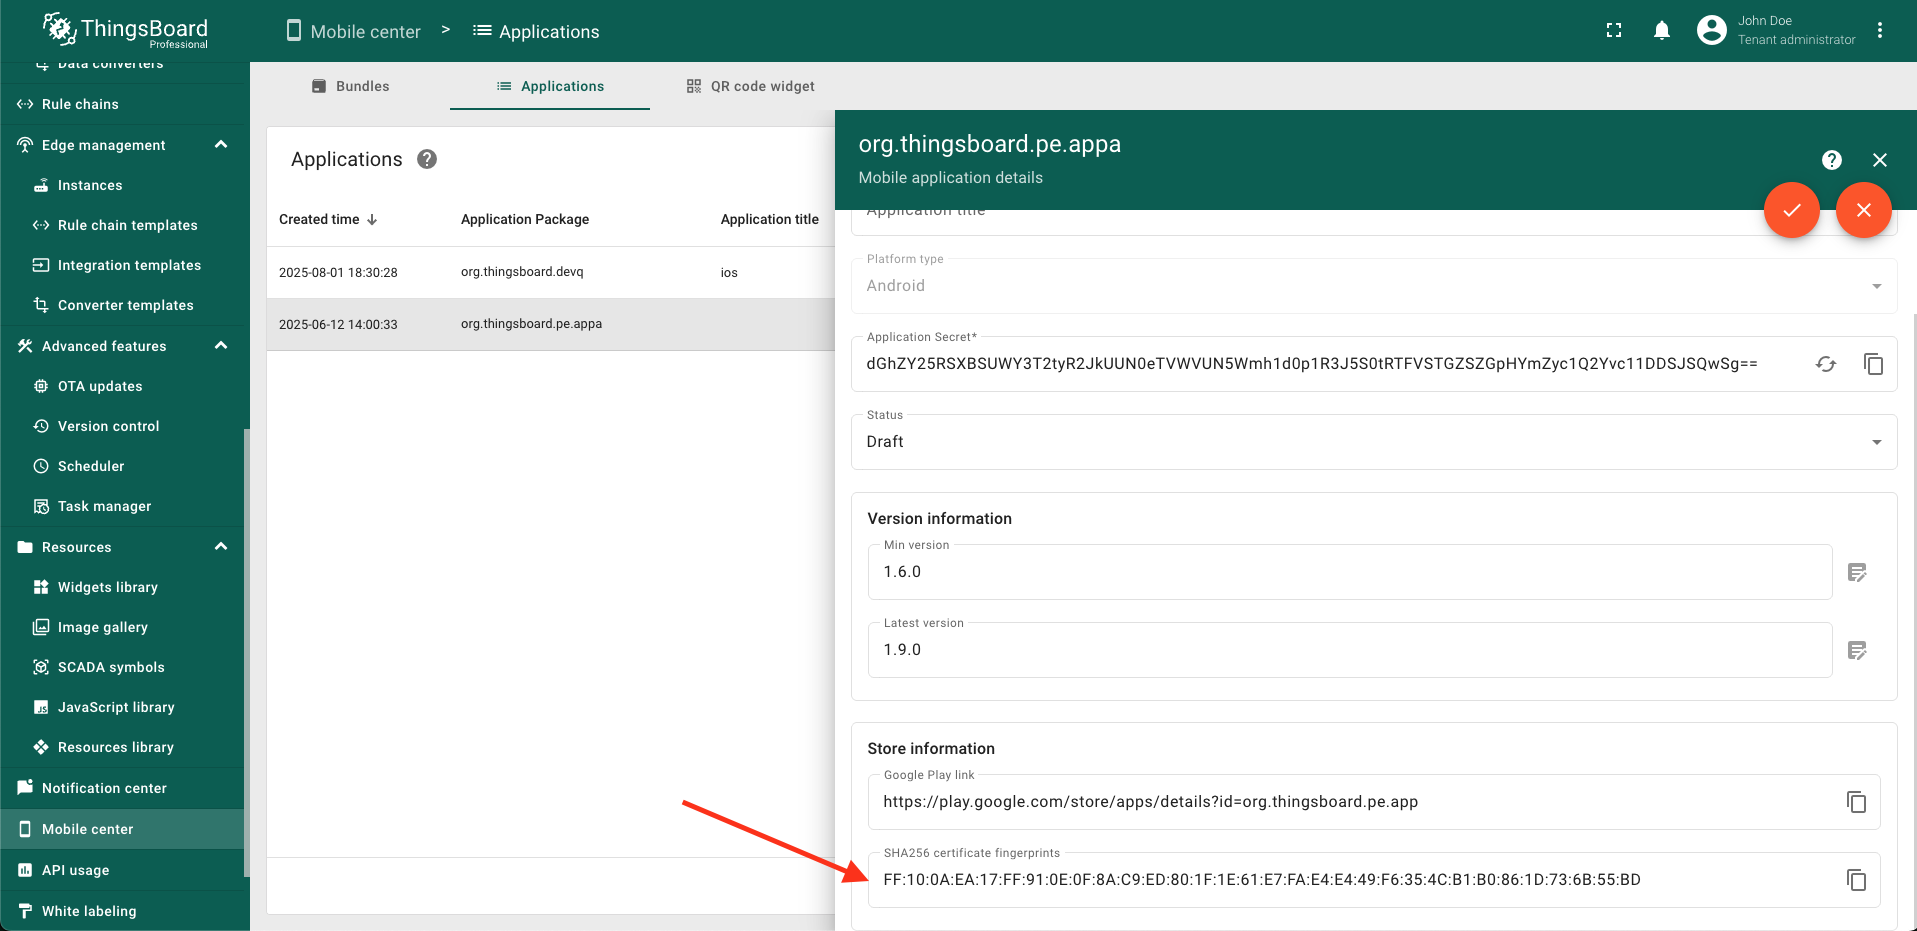 ThingsBoard
Professional
Mobile center > Applications
John Doe
Tenant administrator
Data converters
Rule chains
Edge management
Instances
Rule chain templates
Integration templates
Converter templates
Advanced features
OTA updates
Version control
Scheduler
Task manager
Resources
Widgets library
Image gallery
SCADA symbols
JavaScript library
Resources library
Notification center
Mobile center
API usage
White labeling
Bundles
Applications
QR code widget
Applications
Created time Application Package Application title
2025-08-01 18:30:28 org.thingsboard.devq ios
2025-06-12 14:00:33 org.thingsboard.pe.appa
org.thingsboard.pe.appa
Mobile application details
Application title
Platform type
Android
Application Secret*
dGhZY25RSXBSUWY3T2tyR2JkUUN0eTVWVUN5Wmh1d0p1R3J5S0tRTFVSTGZSZGpHYmZyc1Q2Yvc11DDSJSQwSg==
Status
Draft
Version information
Min version
1.6.0
Latest version
1.9.0
Store information
Google Play link
https://play.google.com/store/apps/details?id=org.thingsboard.pe.app
SHA256 certificate fingerprints
FF:10:0A:EA:17:FF:91:0E:0F:8A:C9:ED:80:1F:1E:61:E7:FA:E4:E4:49:F6:35:4C:B1:B0:86:1D:73:6B:55:BD